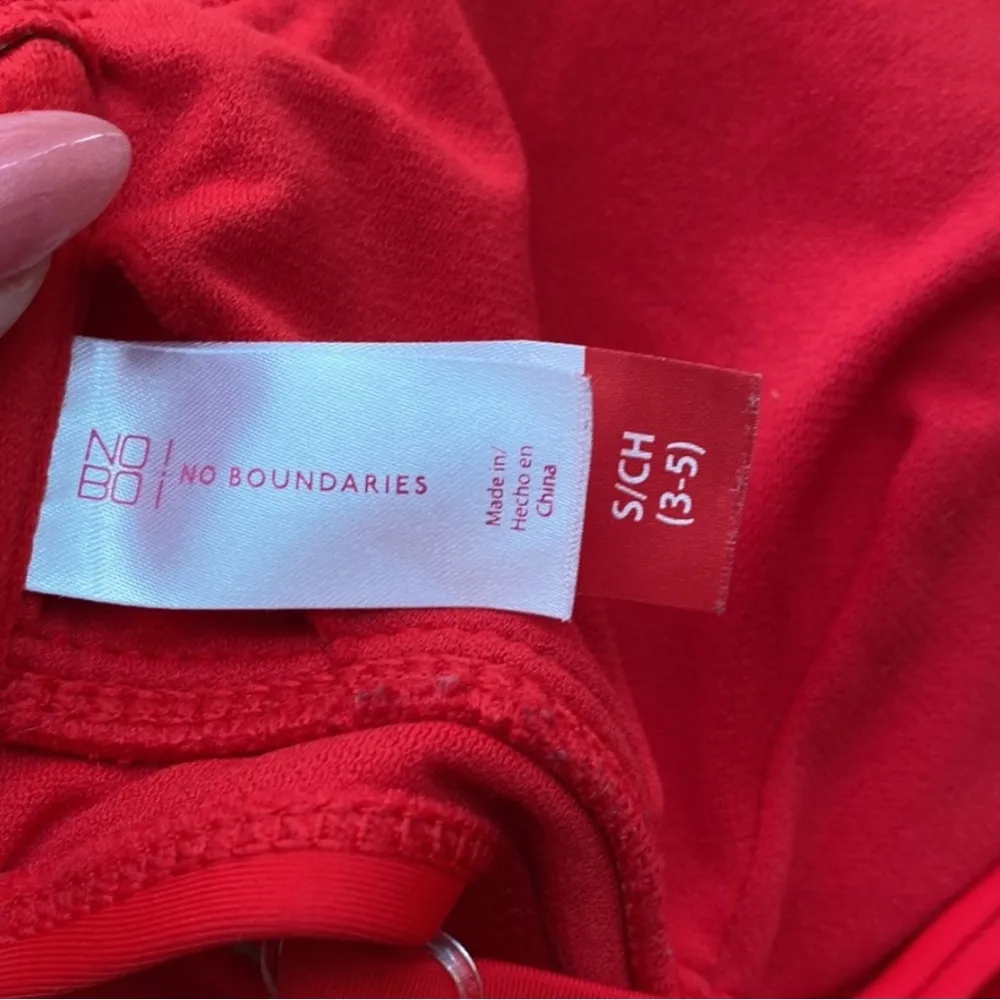 NO
BO
NO BOUNDARIES
Made in/
Hecho en
China
S/CH
(3-5)